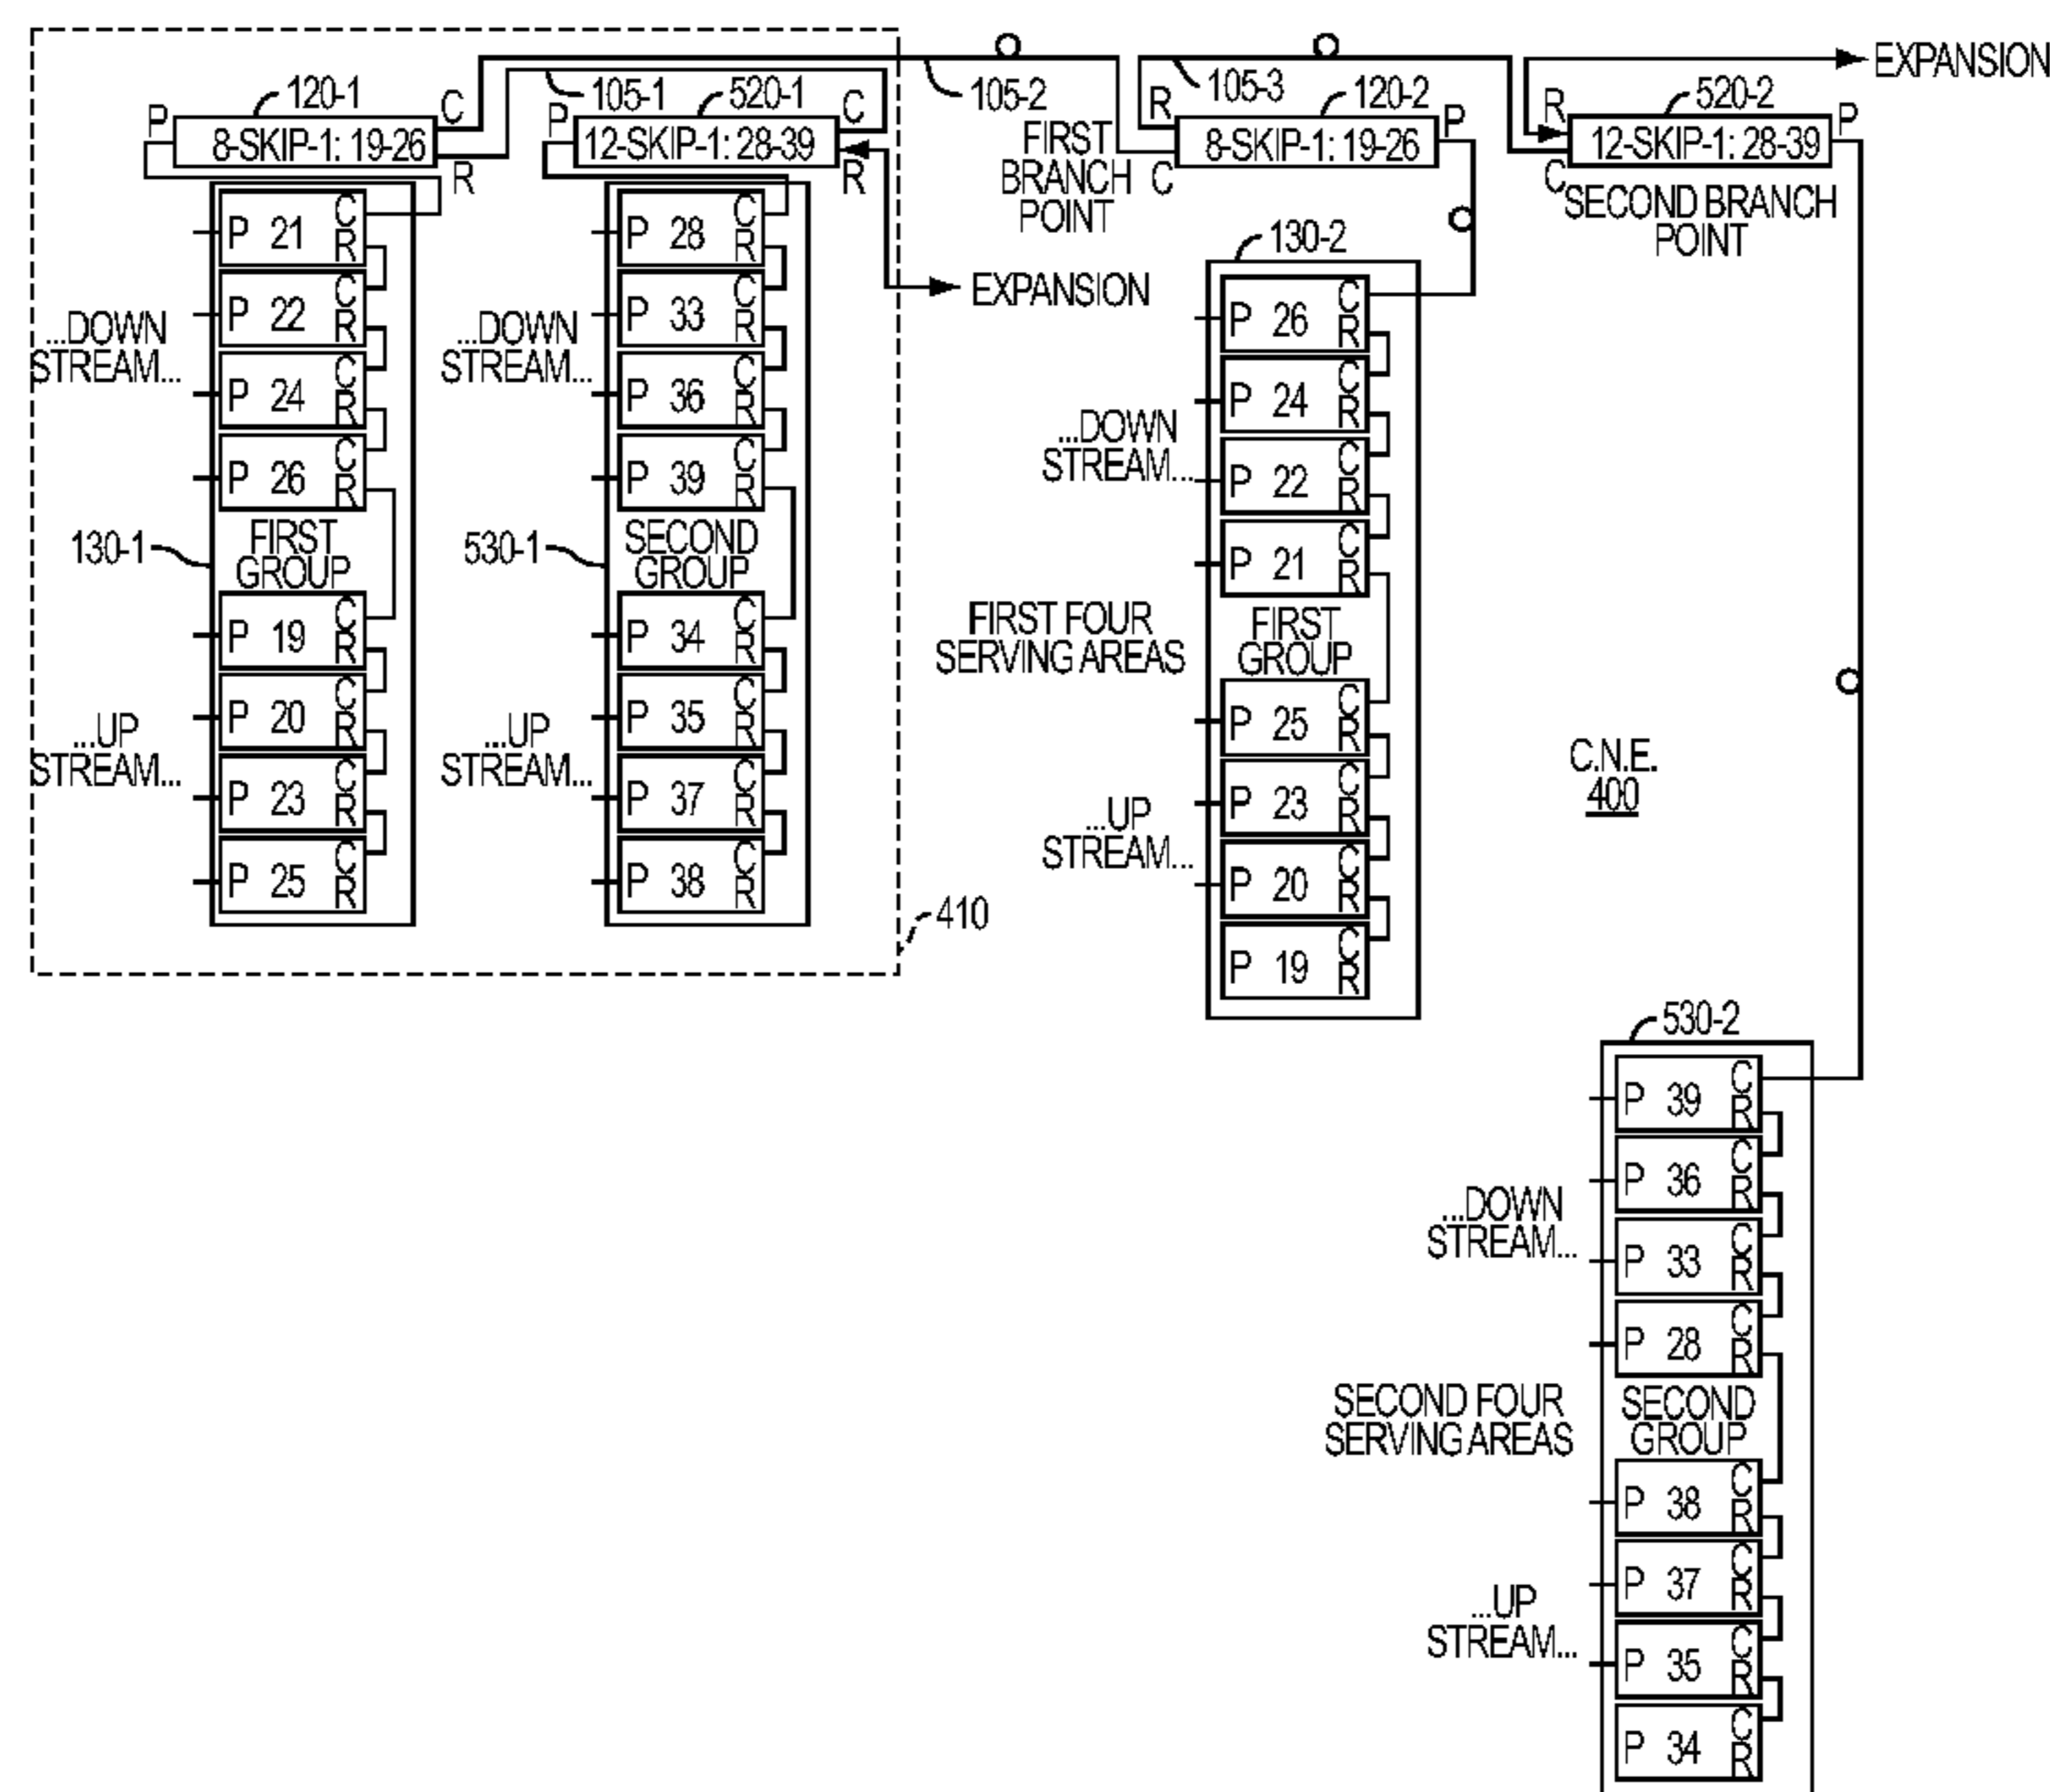 EXPANSION
120-1
105-1
520-1
105-2
105-3
120-2
520-2
P
C
P
C
R
P
R
P
8-SKIP-1: 19-26
12-SKIP-1: 28-39
8-SKIP-1: 19-26
12-SKIP-1: 28-39
R
R
FIRST
BRANCH
POINT
C
C
SECOND BRANCH
POINT
EXPANSION
P 21 C
R
P 22 C
R
P 24 C
R
P 26 C
R
...DOWN
STREAM...
130-1
FIRST
GROUP
P 19 C
R
P 20 C
R
P 23 C
R
P 25 C
R
...UP
STREAM...
P 28 C
R
P 33 C
R
P 36 C
R
P 39 C
R
...DOWN
STREAM...
530-1
SECOND
GROUP
P 34 C
R
P 35 C
R
P 37 C
R
P 38 C
R
...UP
STREAM...
410
130-2
P 26 C
R
P 24 C
R
P 22 C
R
P 21 C
R
...DOWN
STREAM...
FIRST FOUR
SERVING AREAS
FIRST
GROUP
P 25 C
R
P 23 C
R
P 20 C
R
P 19 C
R
...UP
STREAM...
C.N.E.
400
530-2
P 39 C
R
P 36 C
R
P 33 C
R
P 28 C
R
...DOWN
STREAM...
SECOND FOUR
SERVING AREAS
SECOND
GROUP
P 38 C
R
P 37 C
R
P 35 C
R
P 34 C
R
...UP
STREAM...